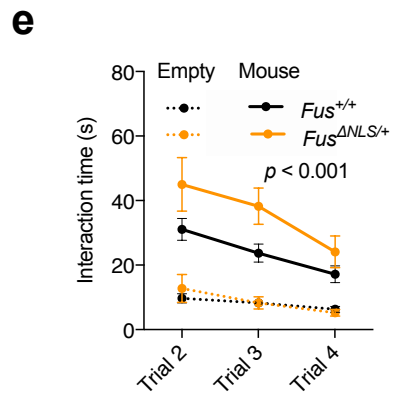 e
Empty Mouse
Fus+/+
FusΔNLS/+
p < 0.001
Interaction time (s)
80
60
40
20
0
Trial 2 Trial 3 Trial 4